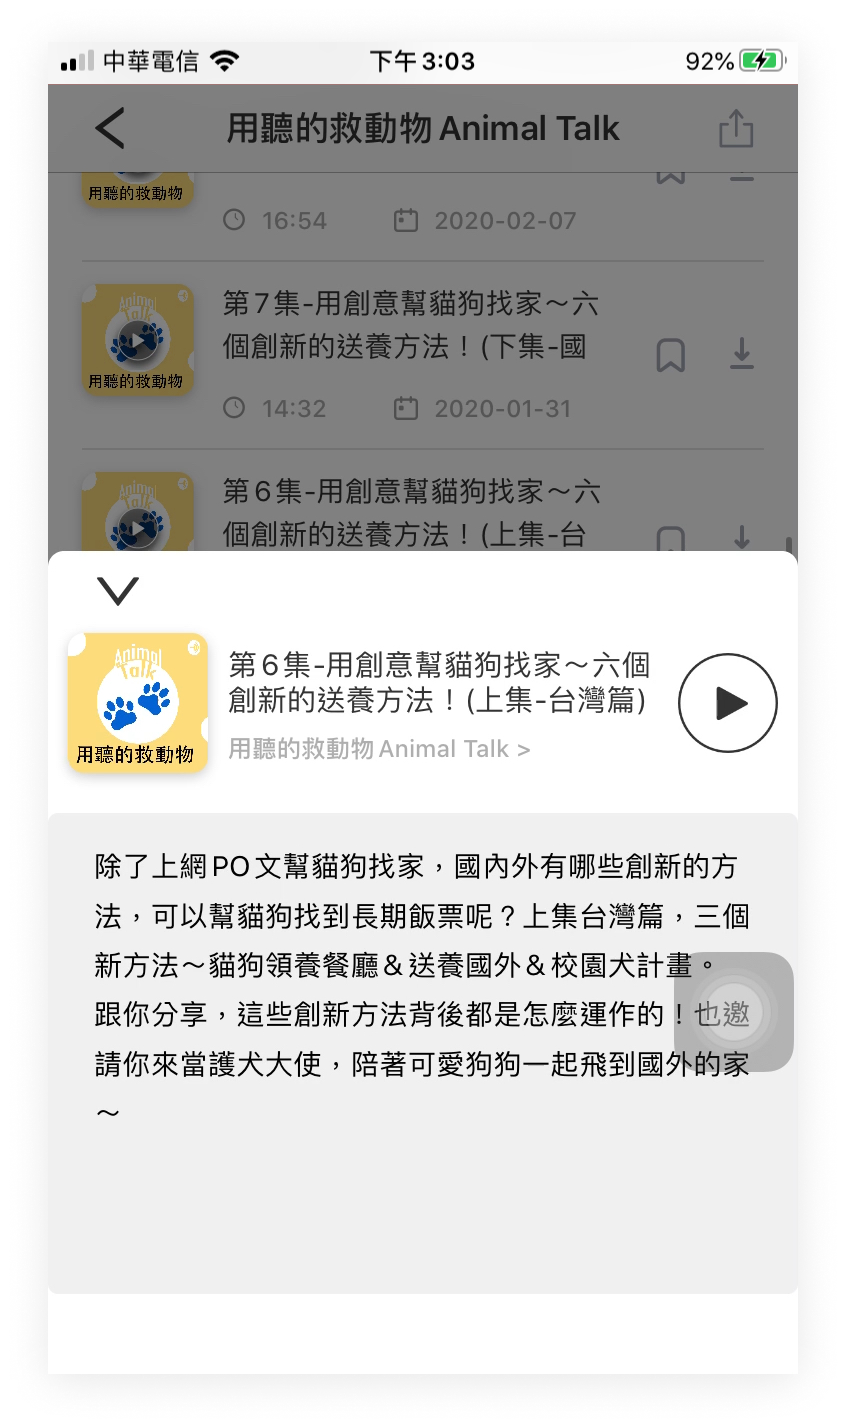 中華電信 下午3:03 92%
用聽的救動物Animal Talk
用聽的救動物
16:54 2020-02-07
Animal
Talk
用聽的救動物
第7集-用創意幫貓狗找家～六
個創新的送養方法！(下集-國
14:32 2020-01-31
Animal
Talk
第6集-用創意幫貓狗找家～六
個創新的送養方法！(上集-台
Animal
Talk
用聽的救動物
第6集-用創意幫貓狗找家～六個
創新的送養方法！(上集-台灣篇)
用聽的救動物Animal Talk >
除了上網PO文幫貓狗找家，國內外有哪些創新的方
法，可以幫貓狗找到長期飯票呢？上集台灣篇，三個
新方法～貓狗領養餐廳＆送養國外＆校園犬計畫。
跟你分享，這些創新方法背後都是怎麼運作的！也邀
請你來當護犬大使，陪著可愛狗狗一起飛到國外的家
～